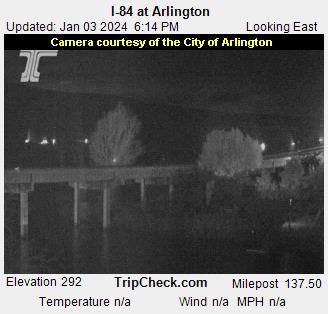 I-84 at Arlington
Updated: Jan 03 2024 6:14 PM Looking East
Camera courtesy of the City of Arlington
Elevation 292 TripCheck.com Milepost 137.50
Temperature n/a Wind n/a MPH n/a